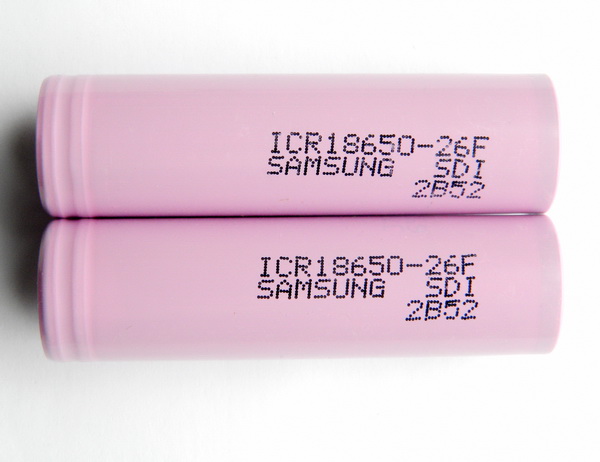 ICR18650-26F
SAMSUNG SDI
2B52
ICR18650-26F
SAMSUNG SDI
2B52